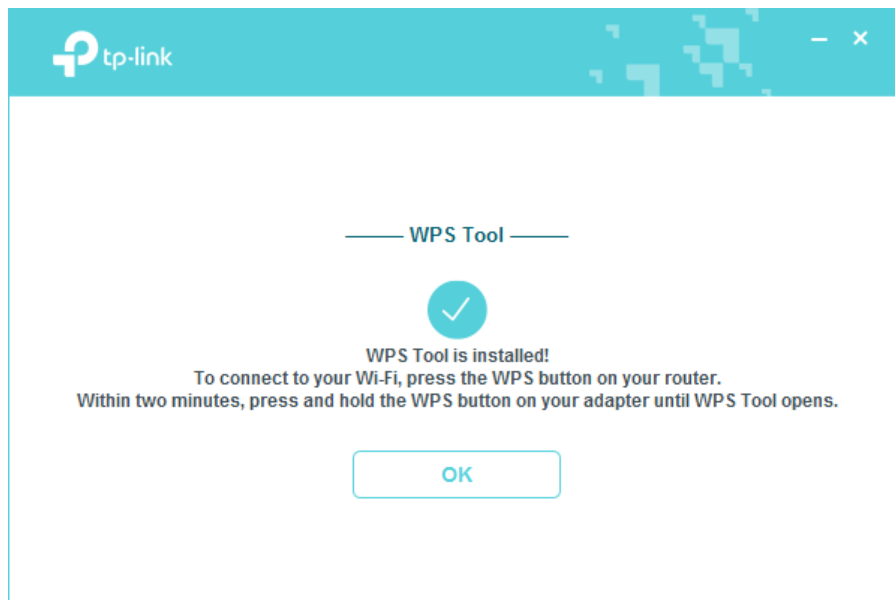 tp-link
WPS Tool
WPS Tool is installed!
To connect to your Wi-Fi, press the WPS button on your router.
Within two minutes, press and hold the WPS button on your adapter until WPS Tool opens.
OK